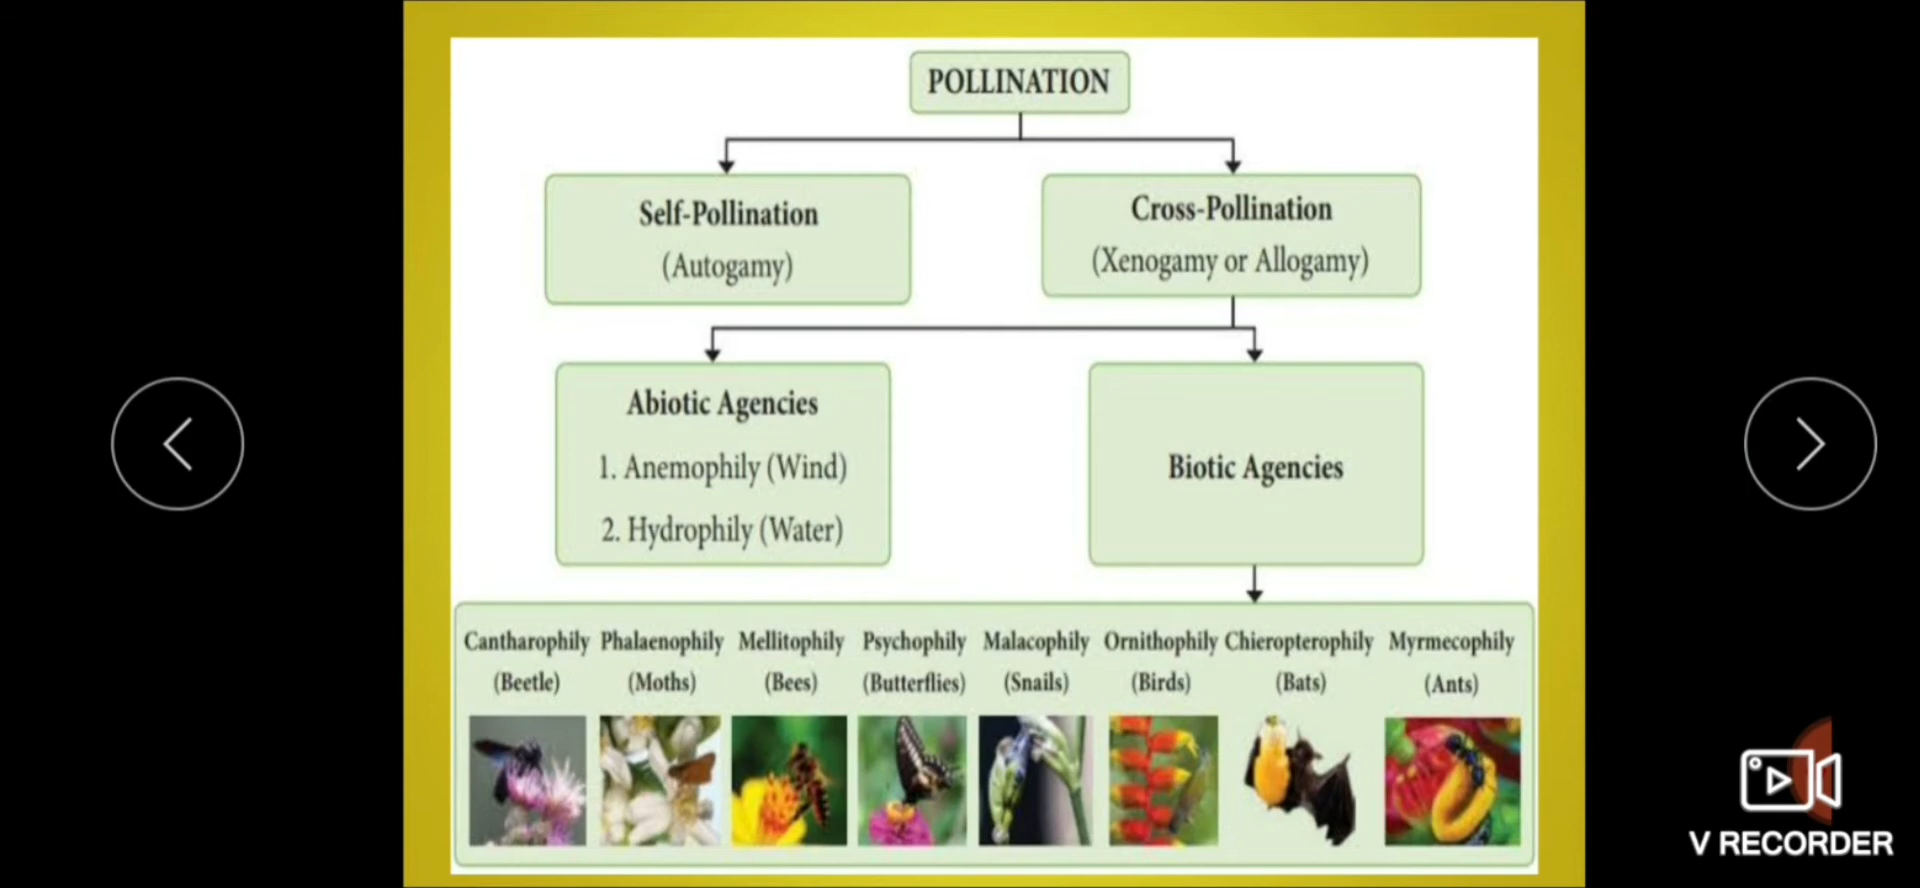 POLLINATION
Self-Pollination
(Autogamy)
Cross-Pollination
(Xenogamy or Allogamy)
Abiotic Agencies
1. Anemophily (Wind)
2. Hydrophily (Water)
Biotic Agencies
Cantharophily Phalaenophily Mellitophily Psychophily Malacophily Ornithophily Chieropterophily Myrmecophily
(Beetle) (Moths) (Bees) (Butterflies) (Snails) (Birds) (Bats) (Ants)
V RECORDER